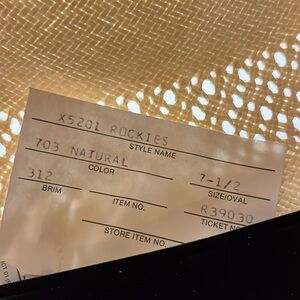 X5201 ROCKIES
STYLE NAME
703 NATURAL
COLOR
7-1/2
SIZE/OVAL
312
BRIM
ITEM NO.
R39030
TICKET NO
STORE ITEM NO.